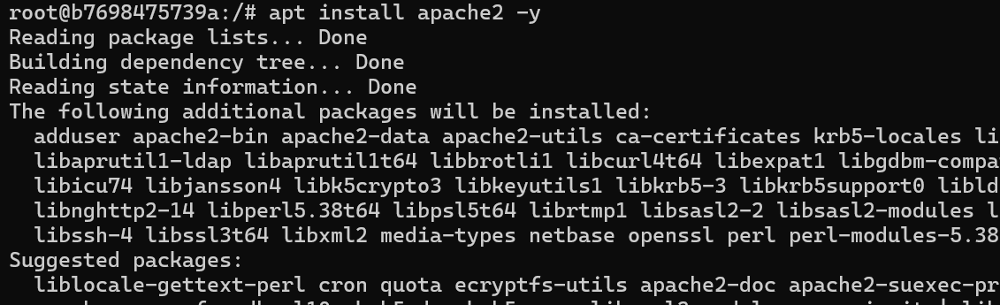 root@b7698475739a:/# apt install apache2 -y
Reading package lists... Done
Building dependency tree... Done
Reading state information... Done
The following additional packages will be installed:
adduser apache2-bin apache2-data apache2-utils ca-certificates krb5-locales li
libaprutil1-ldap libaprutil1t64 libbrotli1 libcurl4t64 libexpat1 libgdbm-compa
libicu74 libjansson4 libk5crypto3 libkeyutils1 libkrb5-3 libkrb5support0 libld
libnghttp2-14 libperl5.38t64 libpsl5t64 librtmp1 libsasl2-2 libsasl2-modules l
libssh-4 libssl3t64 libxml2 media-types netbase openssl perl perl-modules-5.38
Suggested packages:
liblocale-gettext-perl cron quota ecryptfs-utils apache2-doc apache2-suexec-pr